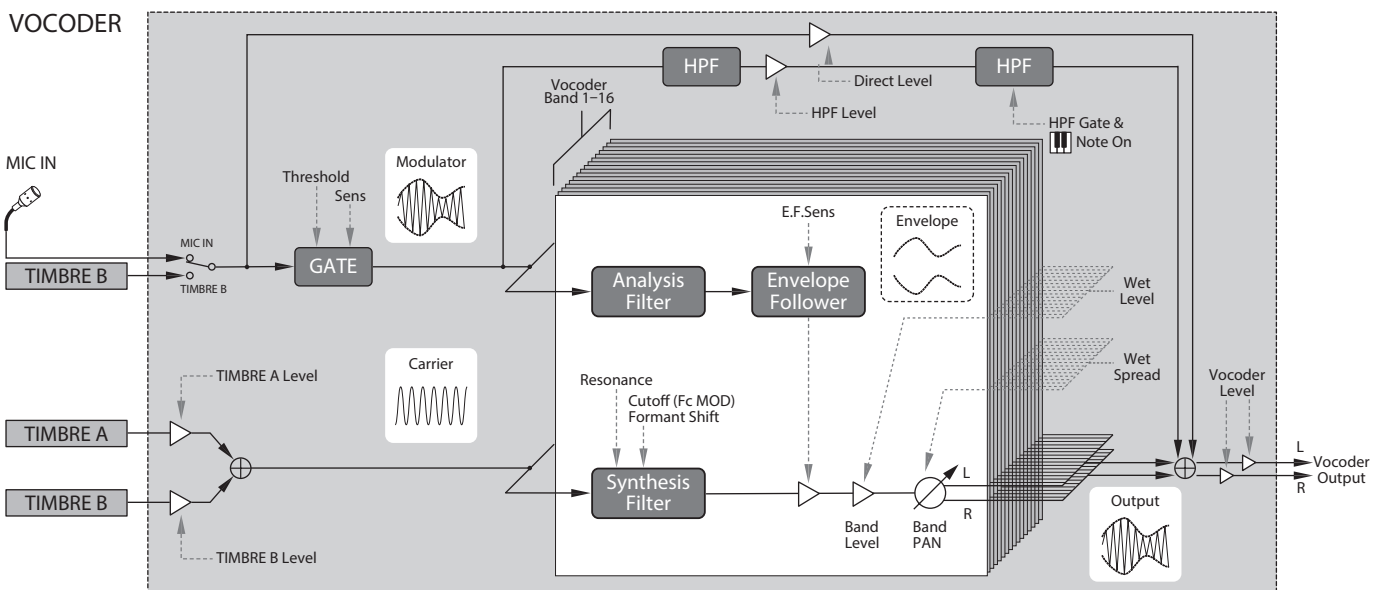 VOCODER
HPF
HPF
Direct Level
HPF Level
HPF Gate &
Note On
Vocoder
Band 1–16
MIC IN
Modulator
Threshold
Sens
E.F.Sens
Envelope
MIC IN
TIMBRE B
TIMBRE B
GATE
Analysis
Filter
Envelope
Follower
Wet
Level
Carrier
TIMBRE A Level
Resonance
Cutoff (Fc MOD)
Formant Shift
Wet
Spread
Vocoder
Level
TIMBRE A
TIMBRE B
Synthesis
Filter
L
R
Band
Level
Band
PAN
L
R
Vocoder
Output
Output
TIMBRE B Level